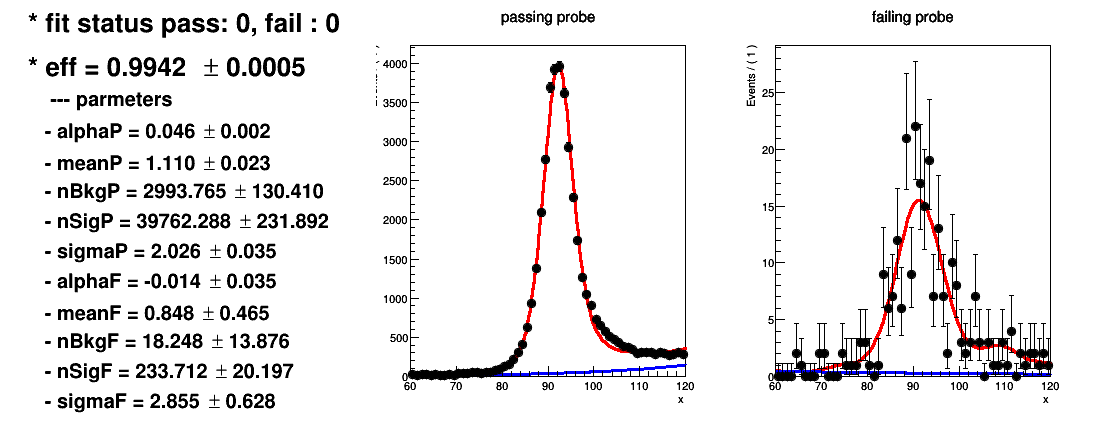 * fit status pass: 0, fail : 0
* eff = 0.9942 ± 0.0005
--- parmeters
- alphaP = 0.046 ± 0.002
- meanP = 1.110 ± 0.023
- nBkgP = 2993.765 ± 130.410
- nSigP = 39762.288 ± 231.892
- sigmaP = 2.026 ± 0.035
- alphaF = -0.014 ± 0.035
- meanF = 0.848 ± 0.465
- nBkgF = 18.248 ± 13.876
- nSigF = 233.712 ± 20.197
- sigmaF = 2.855 ± 0.628
passing probe
4000
3500
3000
2500
2000
1500
1000
500
0
60 70 80 90 100 110 120
x
failing probe
Events / ( 1 )
25
20
15
10
5
0
60 70 80 90 100 110 120
x